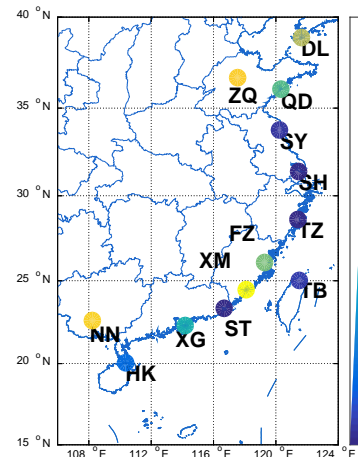 40 °N
DL
ZQ
QD
35 °N
SY
SH
30 °N
FZ TZ
XM
25 °N
TB
NN XG ST
20 °N
HK
15 °N
108 °E 112 °E 116 °E 120 °E 124 °E